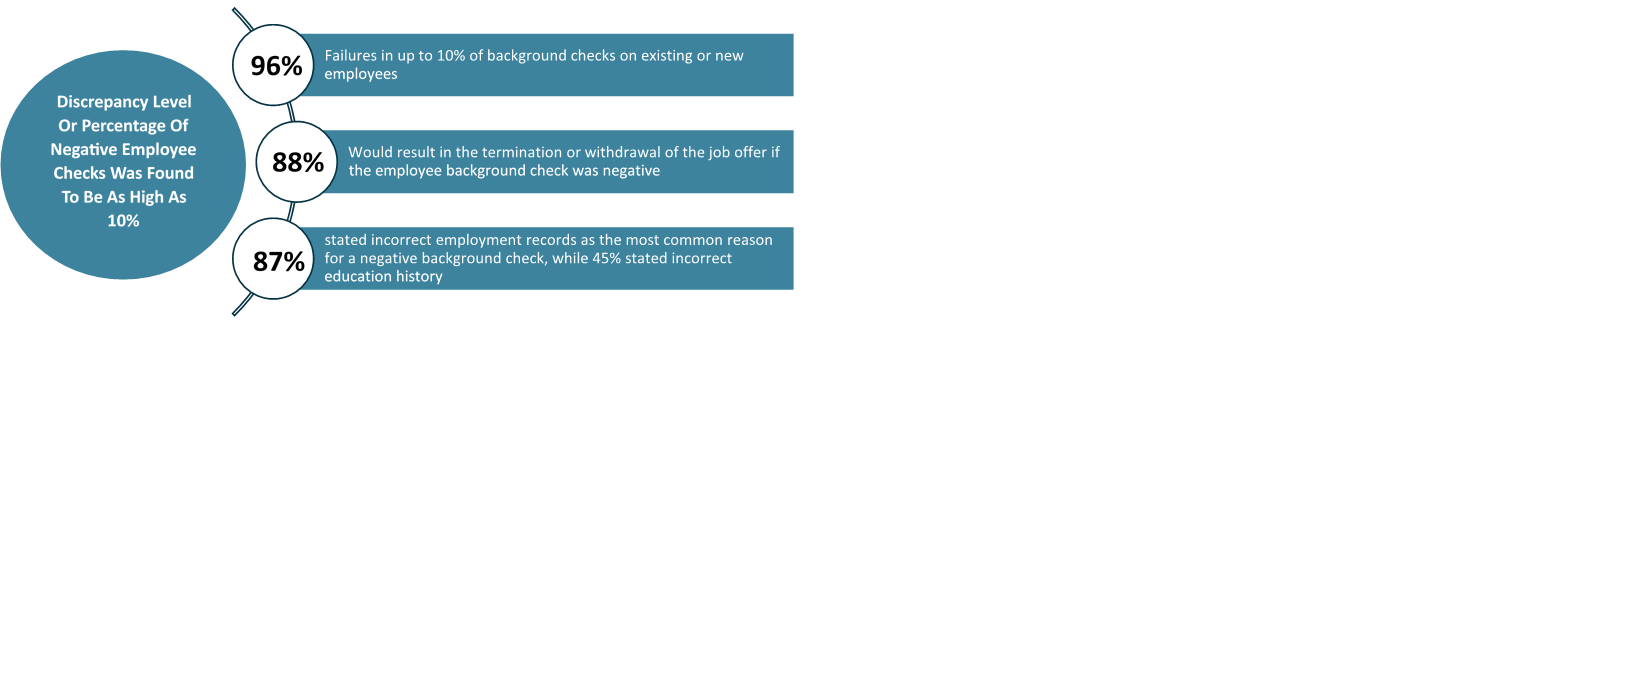 Discrepancy Level
Or Percentage Of
Negative Employee
Checks Was Found
To Be As High As
10%
96%
Failures in up to 10% of background checks on existing or new
employees
88%
Would result in the termination or withdrawal of the job offer if
the employee background check was negative
87%
stated incorrect employment records as the most common reason
for a negative background check, while 45% stated incorrect
education history